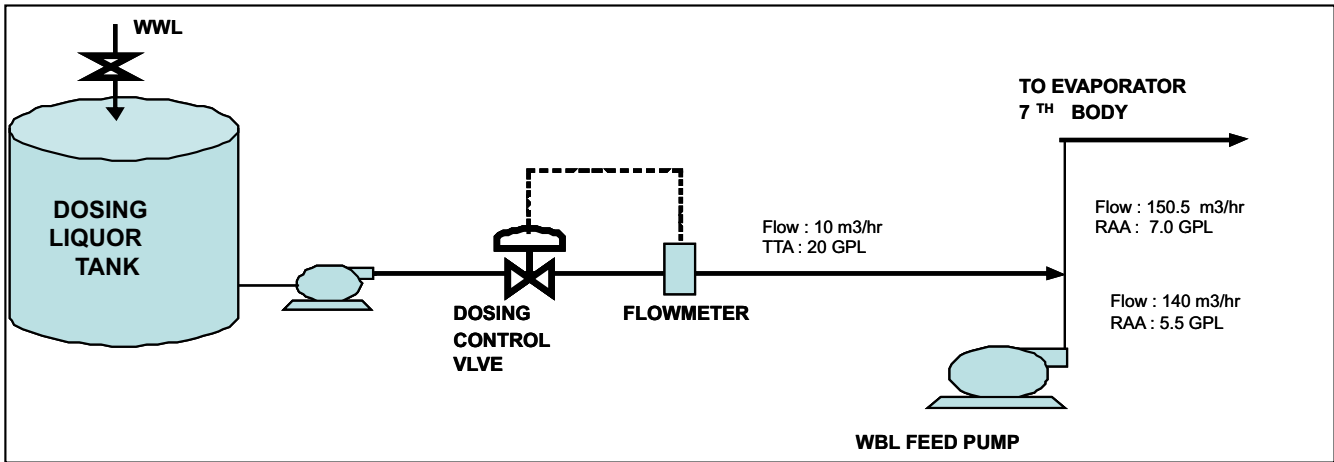 WWL
TO EVAPORATOR
7 TH BODY
DOSING
LIQUOR
TANK
Flow : 150.5 m3/hr
RAA : 7.0 GPL
Flow : 10 m3/hr
TTA : 20 GPL
DOSING
CONTROL
VLVE
FLOWMETER
Flow : 140 m3/hr
RAA : 5.5 GPL
WBL FEED PUMP